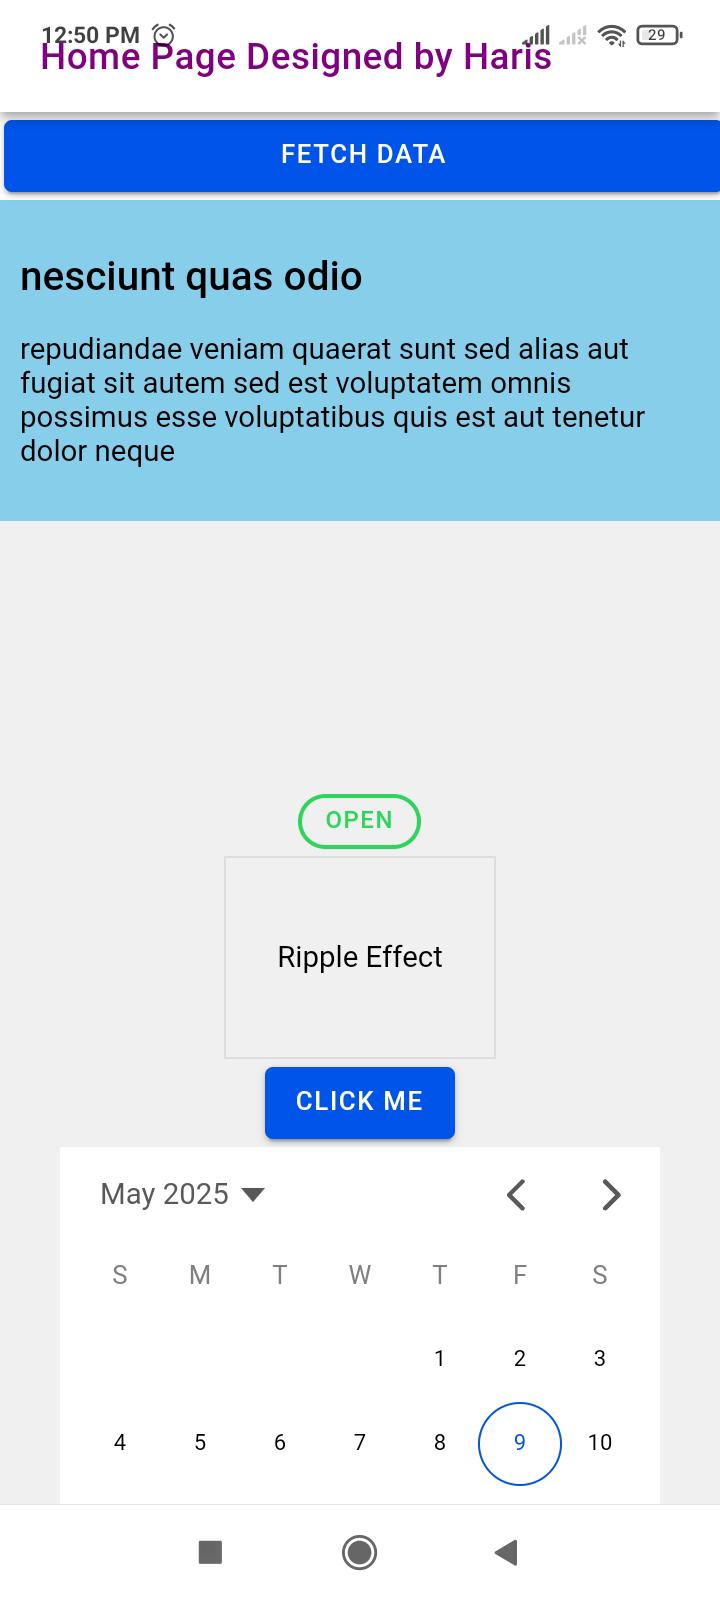 12:50 PM 29
Home Page Designed by Haris
FETCH DATA
nesciunt quas odio
repudiandae veniam quaerat sunt sed alias aut
fugiat sit autem sed est voluptatem omnis
possimus esse voluptatibus quis est aut tenetur
dolor neque
OPEN
Ripple Effect
CLICK ME
May 2025
S M T W T F S
1 2 3
4 5 6 7 8 9 10